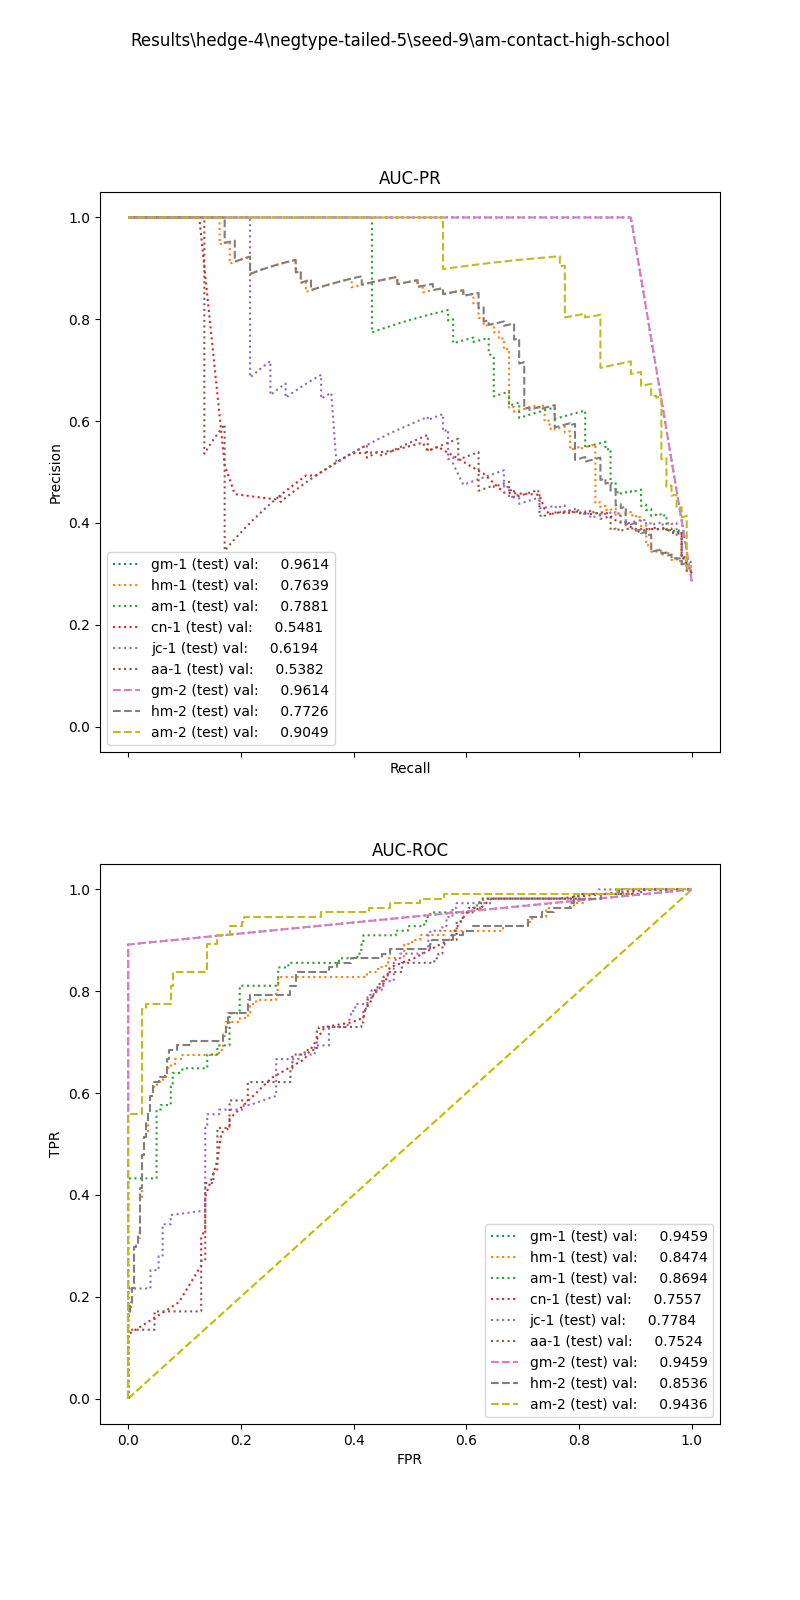 Results\hedge-4\negtype-tailed-5\seed-9\am-contact-high-school
AUC-PR
1.0
0.8
0.6
0.4
0.2
0.0
Precision
gm-1 (test) val: 0.9614
hm-1 (test) val: 0.7639
am-1 (test) val: 0.7881
cn-1 (test) val: 0.5481
jc-1 (test) val: 0.6194
aa-1 (test) val: 0.5382
gm-2 (test) val: 0.9614
hm-2 (test) val: 0.7726
am-2 (test) val: 0.9049
Recall
AUC-ROC
1.0
0.8
0.6
0.4
0.2
0.0
TPR
gm-1 (test) val: 0.9459
hm-1 (test) val: 0.8474
am-1 (test) val: 0.8694
cn-1 (test) val: 0.7557
jc-1 (test) val: 0.7784
aa-1 (test) val: 0.7524
gm-2 (test) val: 0.9459
hm-2 (test) val: 0.8536
am-2 (test) val: 0.9436
0.0 0.2 0.4 0.6 0.8 1.0
FPR